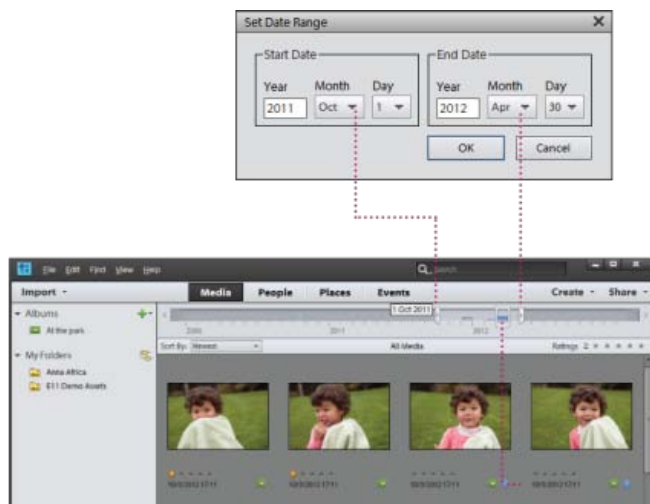 Set Date Range
Start Date
End Date
Year Month Day
Year Month Day
2011 Oct 1
2012 Apr 30
OK Cancel
File Edit Find View Help
Search
Import Media People Places Events Create Share
Albums
1 Oct 2011
At the park
2011 2012
Sort By: Newest All Media Ratings
My Folders
Anna Africa
E11 Demo Assets